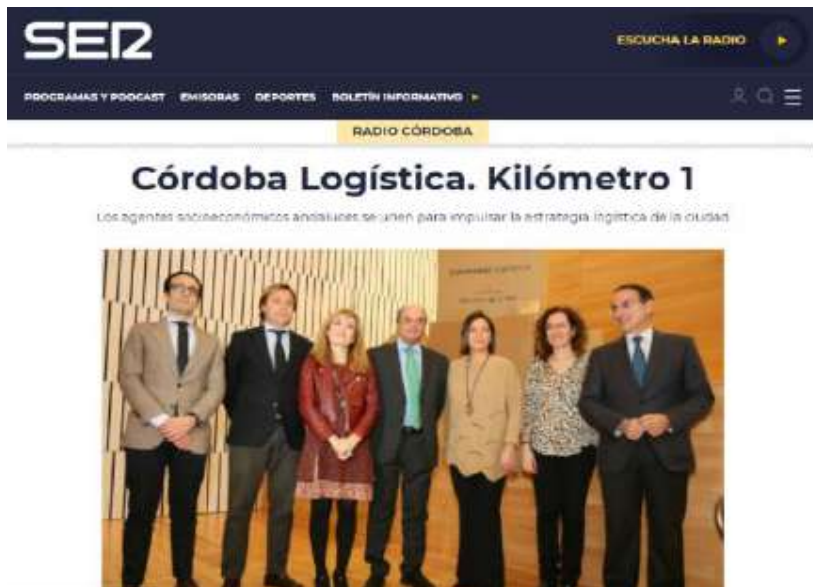 SER
ESCUCHA LA RADIO
PROGRAMAS Y PODCAST EMISORAS DEPORTES BOLETÍN INFORMATIVO
RADIO CÓRDOBA
Córdoba Logística. Kilómetro 1
Los agentes socioeconómicos andaluces se unen para impulsar la estrategia logística de la ciudad